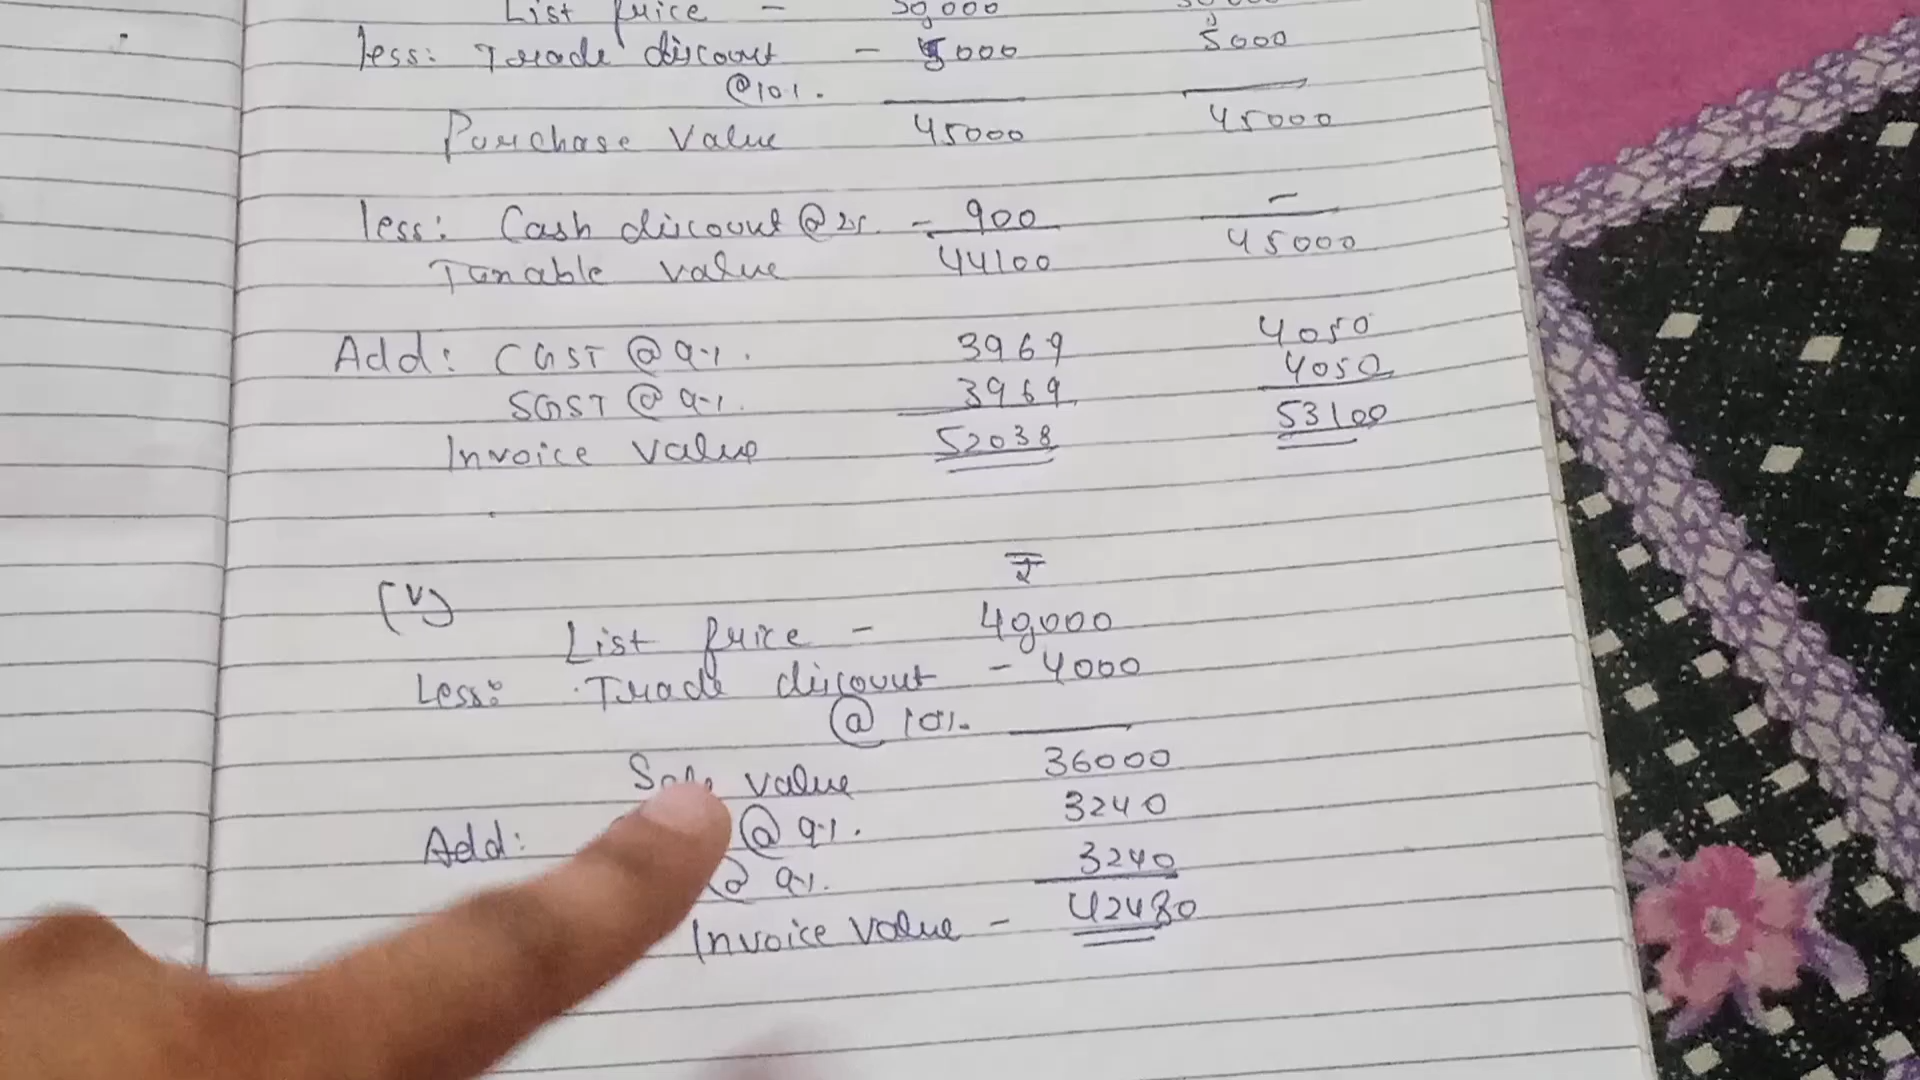 List price - 50,000
less: Trade discount - 5000 5000
@10%.
Purchase Value 45000 45000
less: Cash discount @2%. - 900 -
Taxable value 44100 45000
Add: CGST @ 9%. 3969 4050
SGST @ 9%. 3969 4050
Invoice value 52038 53100
₹
(V)
List price - 40,000
Less: Trade discount - 4000
@ 10%.
Sale value 36000
Add: @ 9%. 3240
@ 9%. 3240
Invoice value - 42480